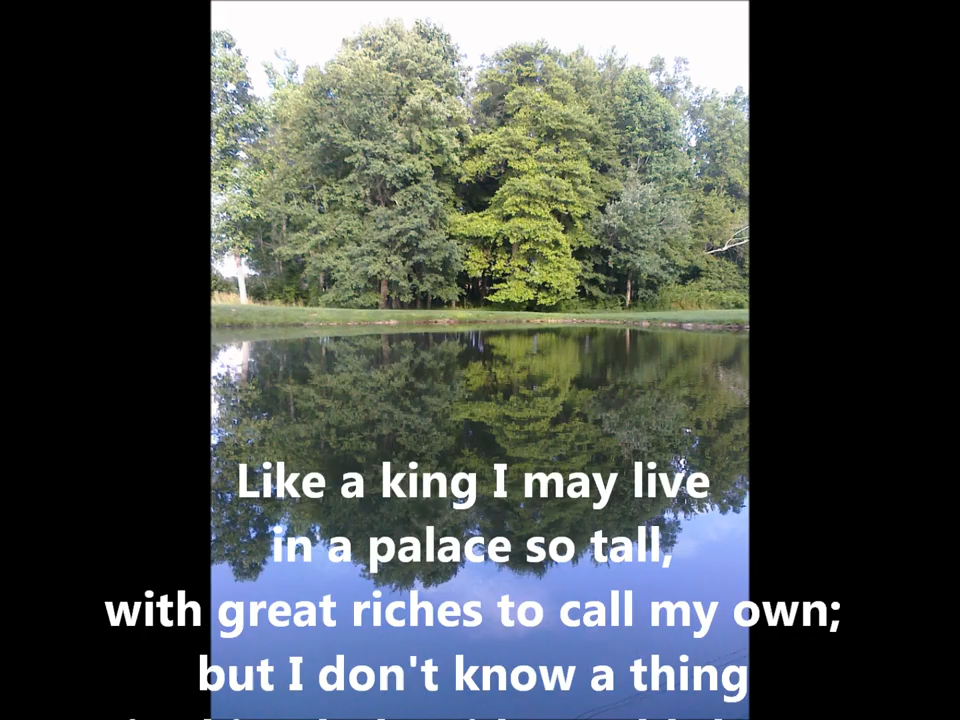 Like a king I may live
in a palace so tall,
with great riches to call my own;
but I don't know a thing